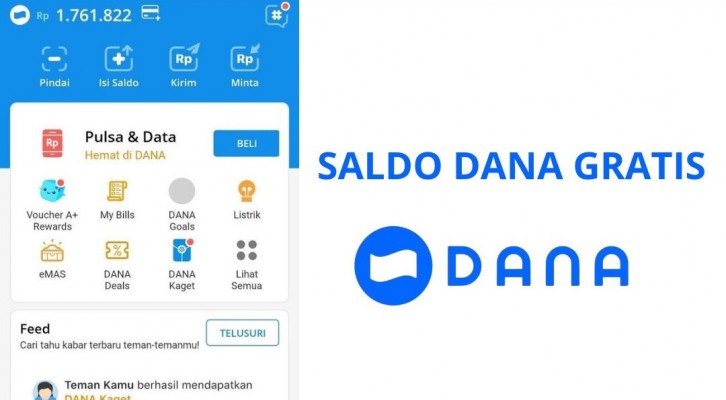 Rp 1.761.822
#
Rp Rp
Pindai Isi Saldo Kirim Minta
Rp
Pulsa & Data
Hemat di DANA
BELI
Voucher A+ Rewards
My Bills
DANA Goals
Listrik
eMAS
DANA Deals
DANA Kaget
Lihat Semua
Feed
Cari tahu kabar terbaru teman-temanmu!
TELUSURI
Teman Kamu berhasil mendapatkan
DANA Kaget
SALDO DANA GRATIS
DANA